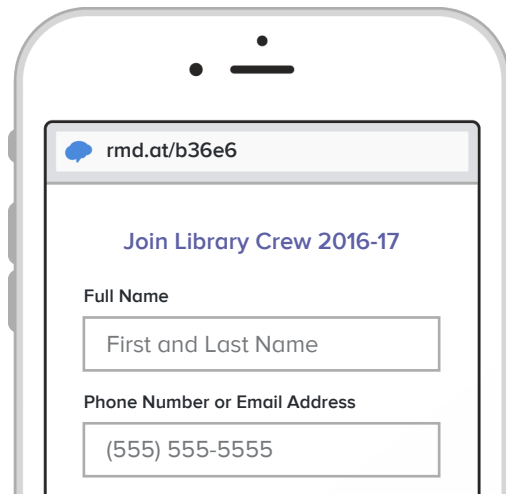 rmd.at/b36e6
Join Library Crew 2016-17
Full Name
First and Last Name
Phone Number or Email Address
(555) 555-5555